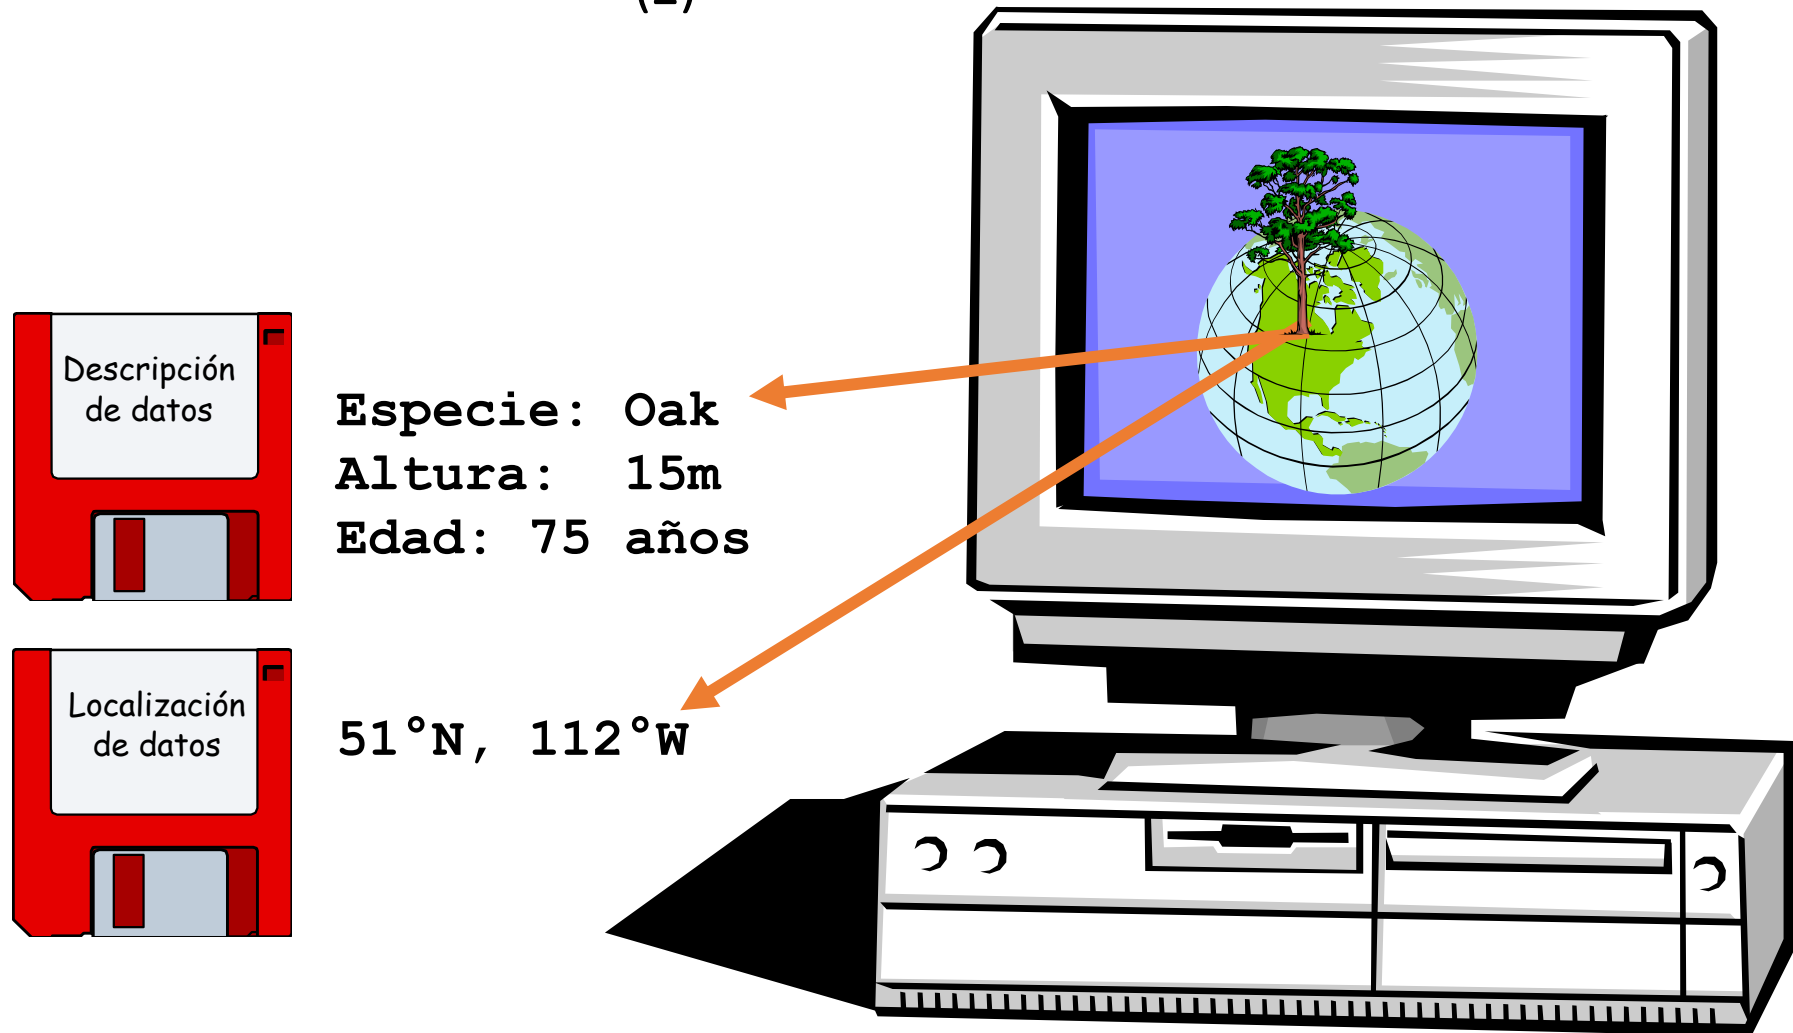 Descripción
de datos
Especie: Oak
Altura: 15m
Edad: 75 años
Localización
de datos
51°N, 112°W